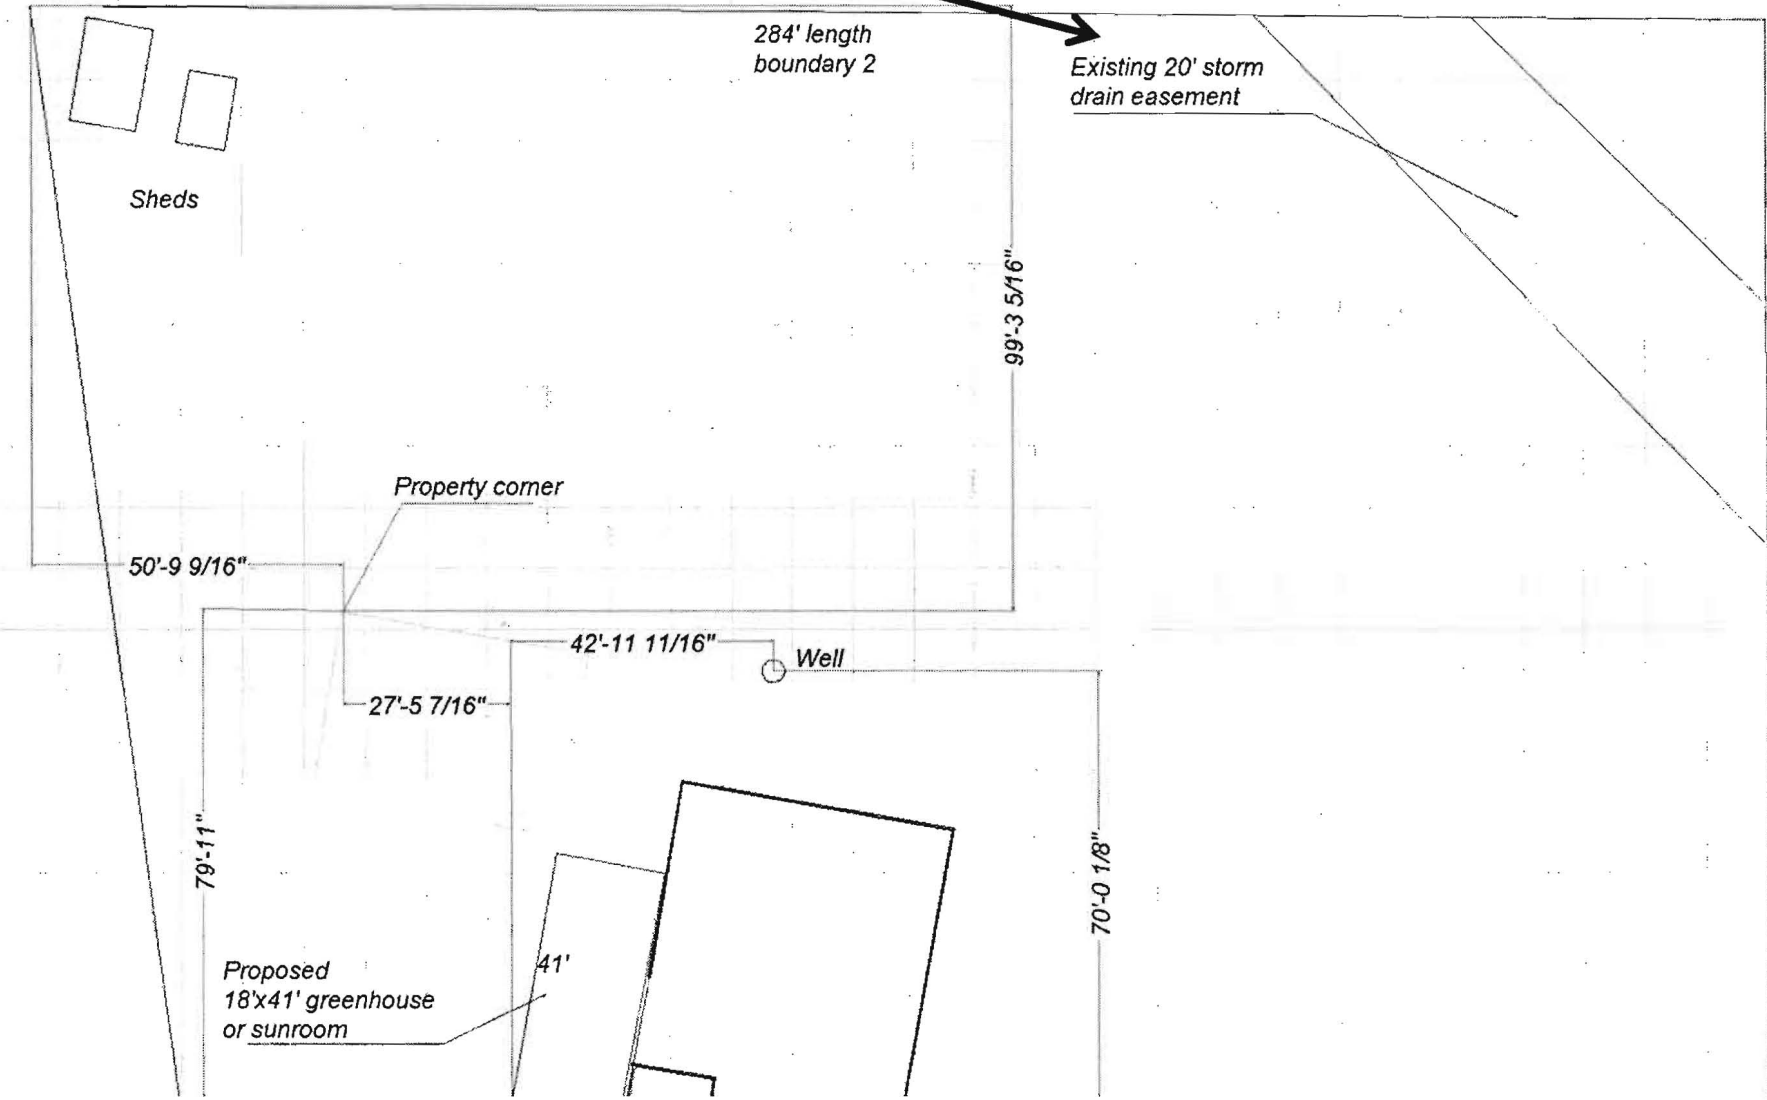 284' length
boundary 2
Existing 20' storm
drain easement
Sheds
99'-3 5/16"
Property corner
50'-9 9/16"
42'-11 11/16"
Well
27'-5 7/16"
79'-11"
70'-0 1/8"
41'
Proposed
18'x41' greenhouse
or sunroom